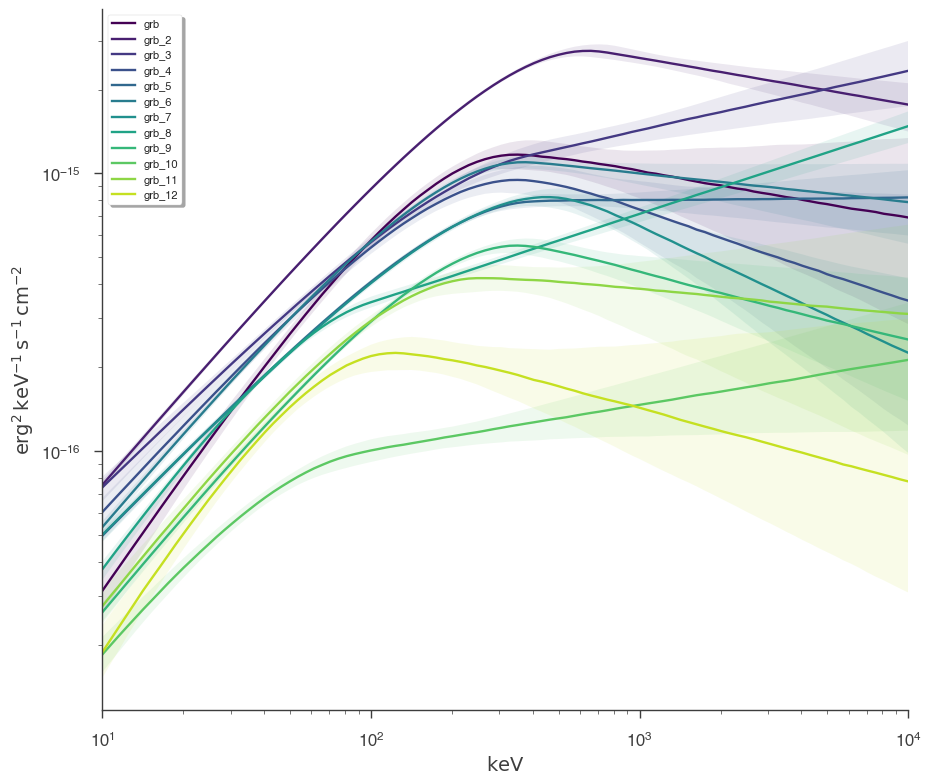 grb
grb_2
grb_3
grb_4
grb_5
grb_6
grb_7
grb_8
grb_9
grb_10
grb_11
grb_12
10⁻¹⁵
10⁻¹⁶
erg² keV⁻¹ s⁻¹ cm⁻²
10¹ 10² 10³ 10⁴
keV